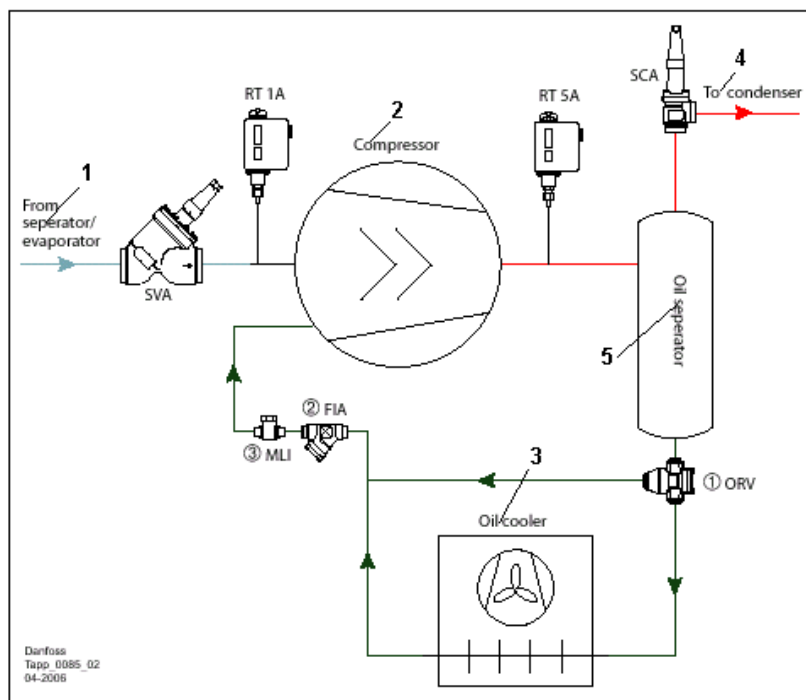 4
SCA
To condenser
RT 1A
2
Compressor
RT 5A
1
From
seperator/
evaporator
SVA
Oil seperator
5
② FIA
③ MLI
3
① ORV
Oil cooler
Danfoss
Tapp_0085_02
04-2006